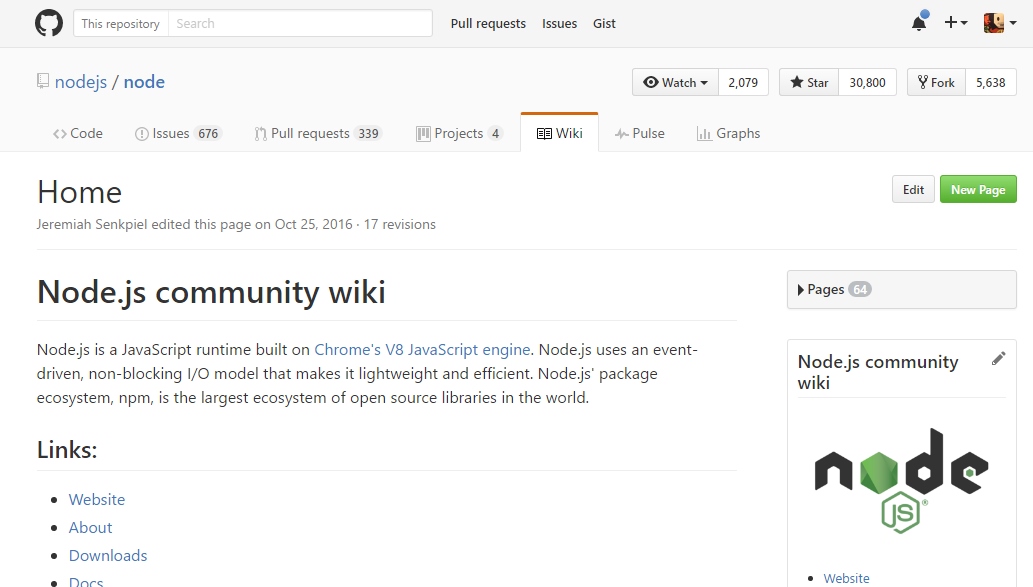 This repository Search Pull requests Issues Gist
nodejs / node
Watch 2,079 Star 30,800 Fork 5,638
Code Issues 676 Pull requests 339 Projects 4 Wiki Pulse Graphs
Home
Edit New Page
Jeremiah Senkpiel edited this page on Oct 25, 2016 · 17 revisions
Node.js community wiki
Node.js is a JavaScript runtime built on Chrome's V8 JavaScript engine. Node.js uses an event-
driven, non-blocking I/O model that makes it lightweight and efficient. Node.js' package
ecosystem, npm, is the largest ecosystem of open source libraries in the world.
Links:
Website
About
Downloads
Docs
Pages 64
Node.js community
wiki
node
JS®
Website